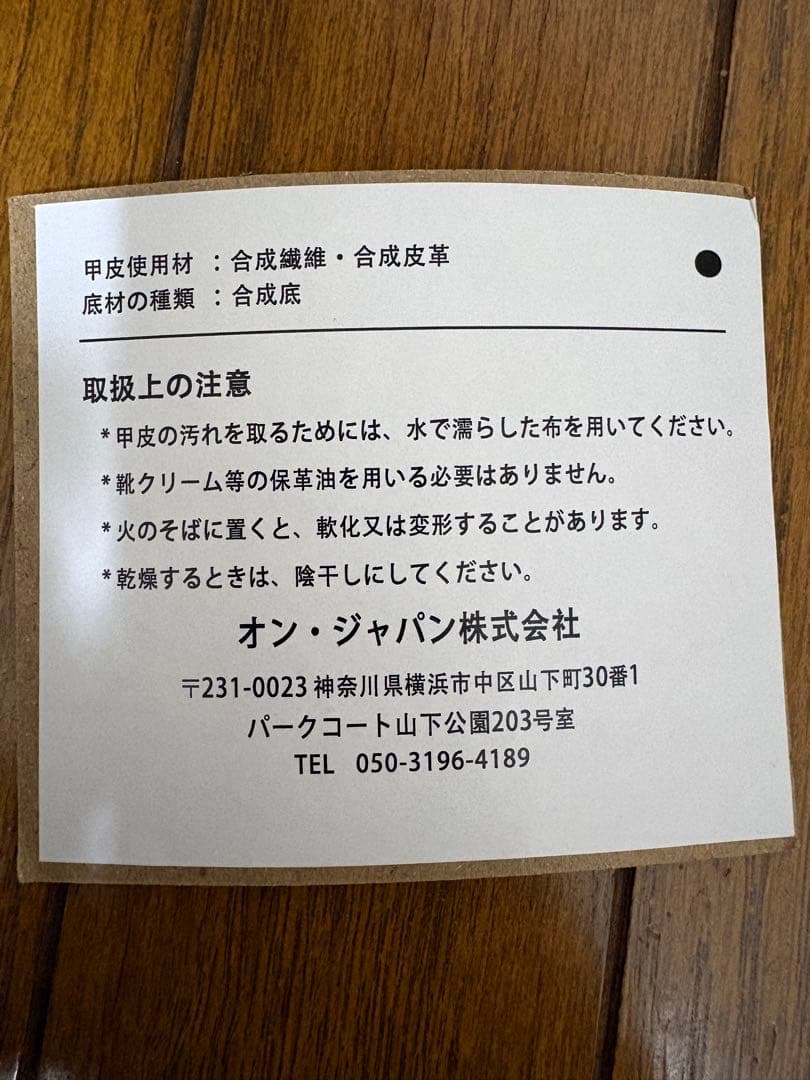 甲皮使用材 ：合成繊維・合成皮革
底材の種類 ：合成底
取扱上の注意
*甲皮の汚れを取るためには、水で濡らした布を用いてください。
*靴クリーム等の保革油を用いる必要はありません。
*火のそばに置くと、軟化又は変形することがあります。
*乾燥するときは、陰干しにしてください。
オン・ジャパン株式会社
〒231-0023 神奈川県横浜市中区山下町30番1
パークコート山下公園203号室
TEL 050-3196-4189